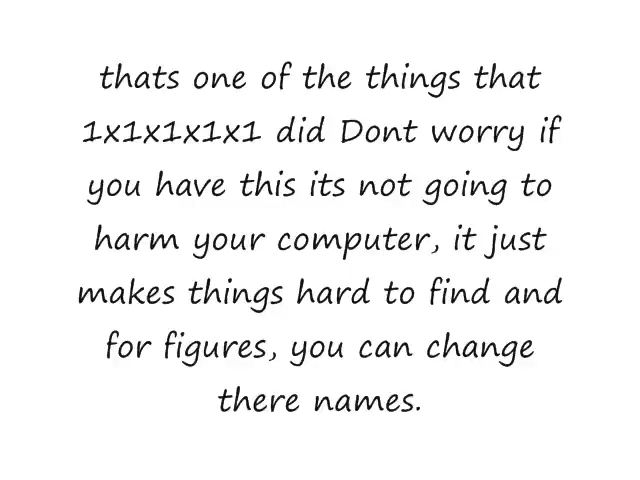 thats one of the things that
1x1x1x1x1 did Dont worry if
you have this its not going to
harm your computer, it just
makes things hard to find and
for figures, you can change
there names.